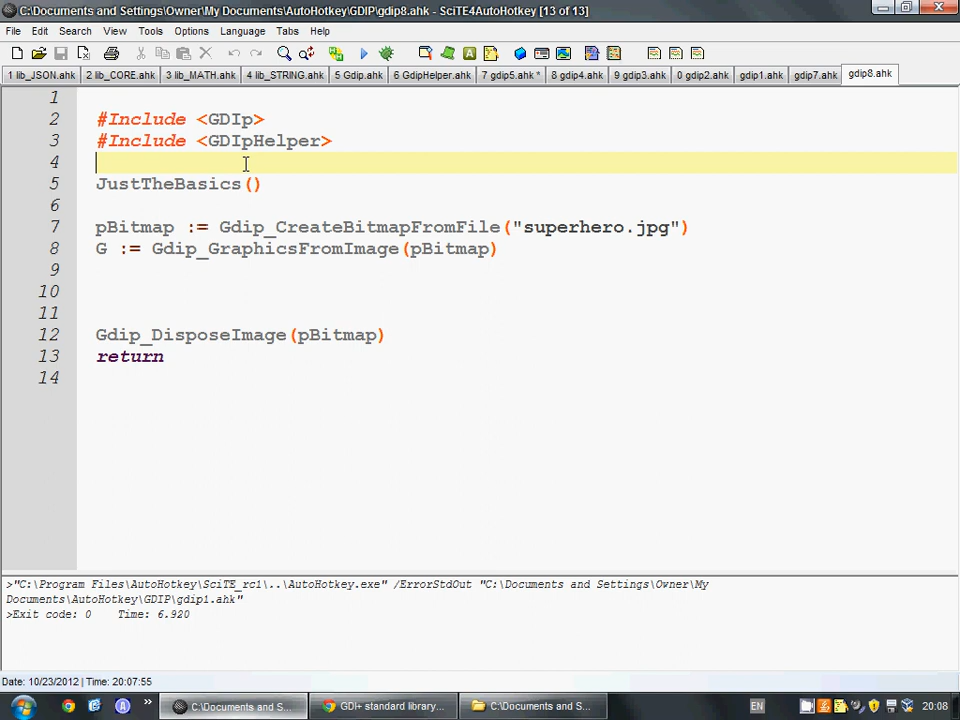 C:\Documents and Settings\Owner\My Documents\AutoHotkey\GDIP\gdip8.ahk - SciTE4AutoHotkey [13 of 13]
File Edit Search View Tools Options Language Tabs Help
1 lib_JSON.ahk 2 lib_CORE.ahk 3 lib_MATH.ahk 4 lib_STRING.ahk 5 Gdip.ahk 6 GdipHelper.ahk 7 gdip5.ahk * 8 gdip4.ahk 9 gdip3.ahk 0 gdip2.ahk gdip1.ahk gdip7.ahk gdip8.ahk
1
2 #Include <GDIp>
3 #Include <GDIpHelper>
4
5 JustTheBasics()
6
7 pBitmap := Gdip_CreateBitmapFromFile("superhero.jpg")
8 G := Gdip_GraphicsFromImage(pBitmap)
9
10
11
12 Gdip_DisposeImage(pBitmap)
13 return
14
>"C:\Program Files\AutoHotkey\SciTE_rc1\..\AutoHotkey.exe" /ErrorStdOut "C:\Documents and Settings\Owner\My
Documents\AutoHotkey\GDIP\gdip1.ahk"
>Exit code: 0 Time: 6.920
Date: 10/23/2012 | Time: 20:07:55
C:\Documents and S... GDI+ standard library... C:\Documents and S... EN 20:08